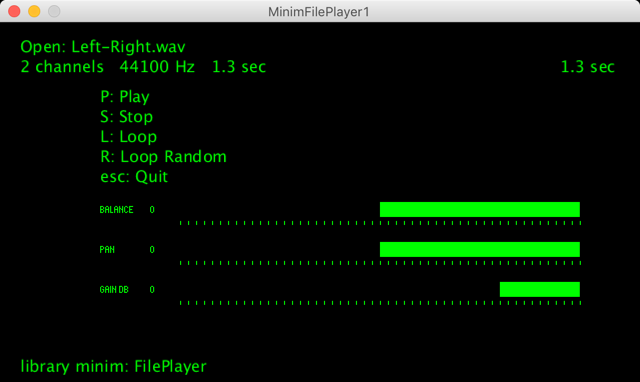 MinimFilePlayer1
Open: Left-Right.wav
2 channels 44100 Hz 1.3 sec 1.3 sec
P: Play
S: Stop
L: Loop
R: Loop Random
esc: Quit
BALANCE 0
PAN 0
GAIN DB 0
library minim: FilePlayer